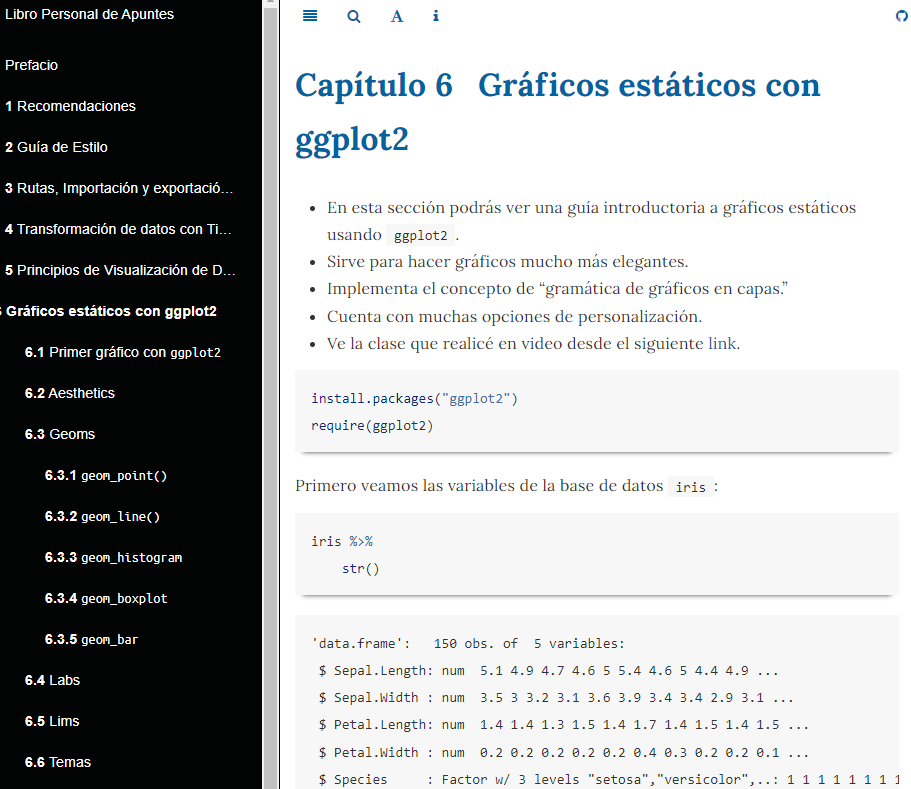 Libro Personal de Apuntes
Prefacio
1 Recomendaciones
2 Guía de Estilo
3 Rutas, Importación y exportació...
4 Transformación de datos con Ti...
5 Principios de Visualización de D...
6 Gráficos estáticos con ggplot2
6.1 Primer gráfico con ggplot2
6.2 Aesthetics
6.3 Geoms
6.3.1 geom_point()
6.3.2 geom_line()
6.3.3 geom_histogram
6.3.4 geom_boxplot
6.3.5 geom_bar
6.4 Labs
6.5 Lims
6.6 Temas
A i
Capítulo 6 Gráficos estáticos con
ggplot2
• En esta sección podrás ver una guía introductoria a gráficos estáticos
usando ggplot2 .
• Sirve para hacer gráficos mucho más elegantes.
• Implementa el concepto de “gramática de gráficos en capas.”
• Cuenta con muchas opciones de personalización.
• Ve la clase que realicé en video desde el siguiente link.
install.packages("ggplot2")
require(ggplot2)
Primero veamos las variables de la base de datos iris :
iris %>%
str()
'data.frame': 150 obs. of 5 variables:
$ Sepal.Length: num 5.1 4.9 4.7 4.6 5 5.4 4.6 5 4.4 4.9 ...
$ Sepal.Width : num 3.5 3 3.2 3.1 3.6 3.9 3.4 3.4 2.9 3.1 ...
$ Petal.Length: num 1.4 1.4 1.3 1.5 1.4 1.7 1.4 1.5 1.4 1.5 ...
$ Petal.Width : num 0.2 0.2 0.2 0.2 0.2 0.4 0.3 0.2 0.2 0.1 ...
$ Species : Factor w/ 3 levels "setosa","versicolor",..: 1 1 1 1 1 1 1 1